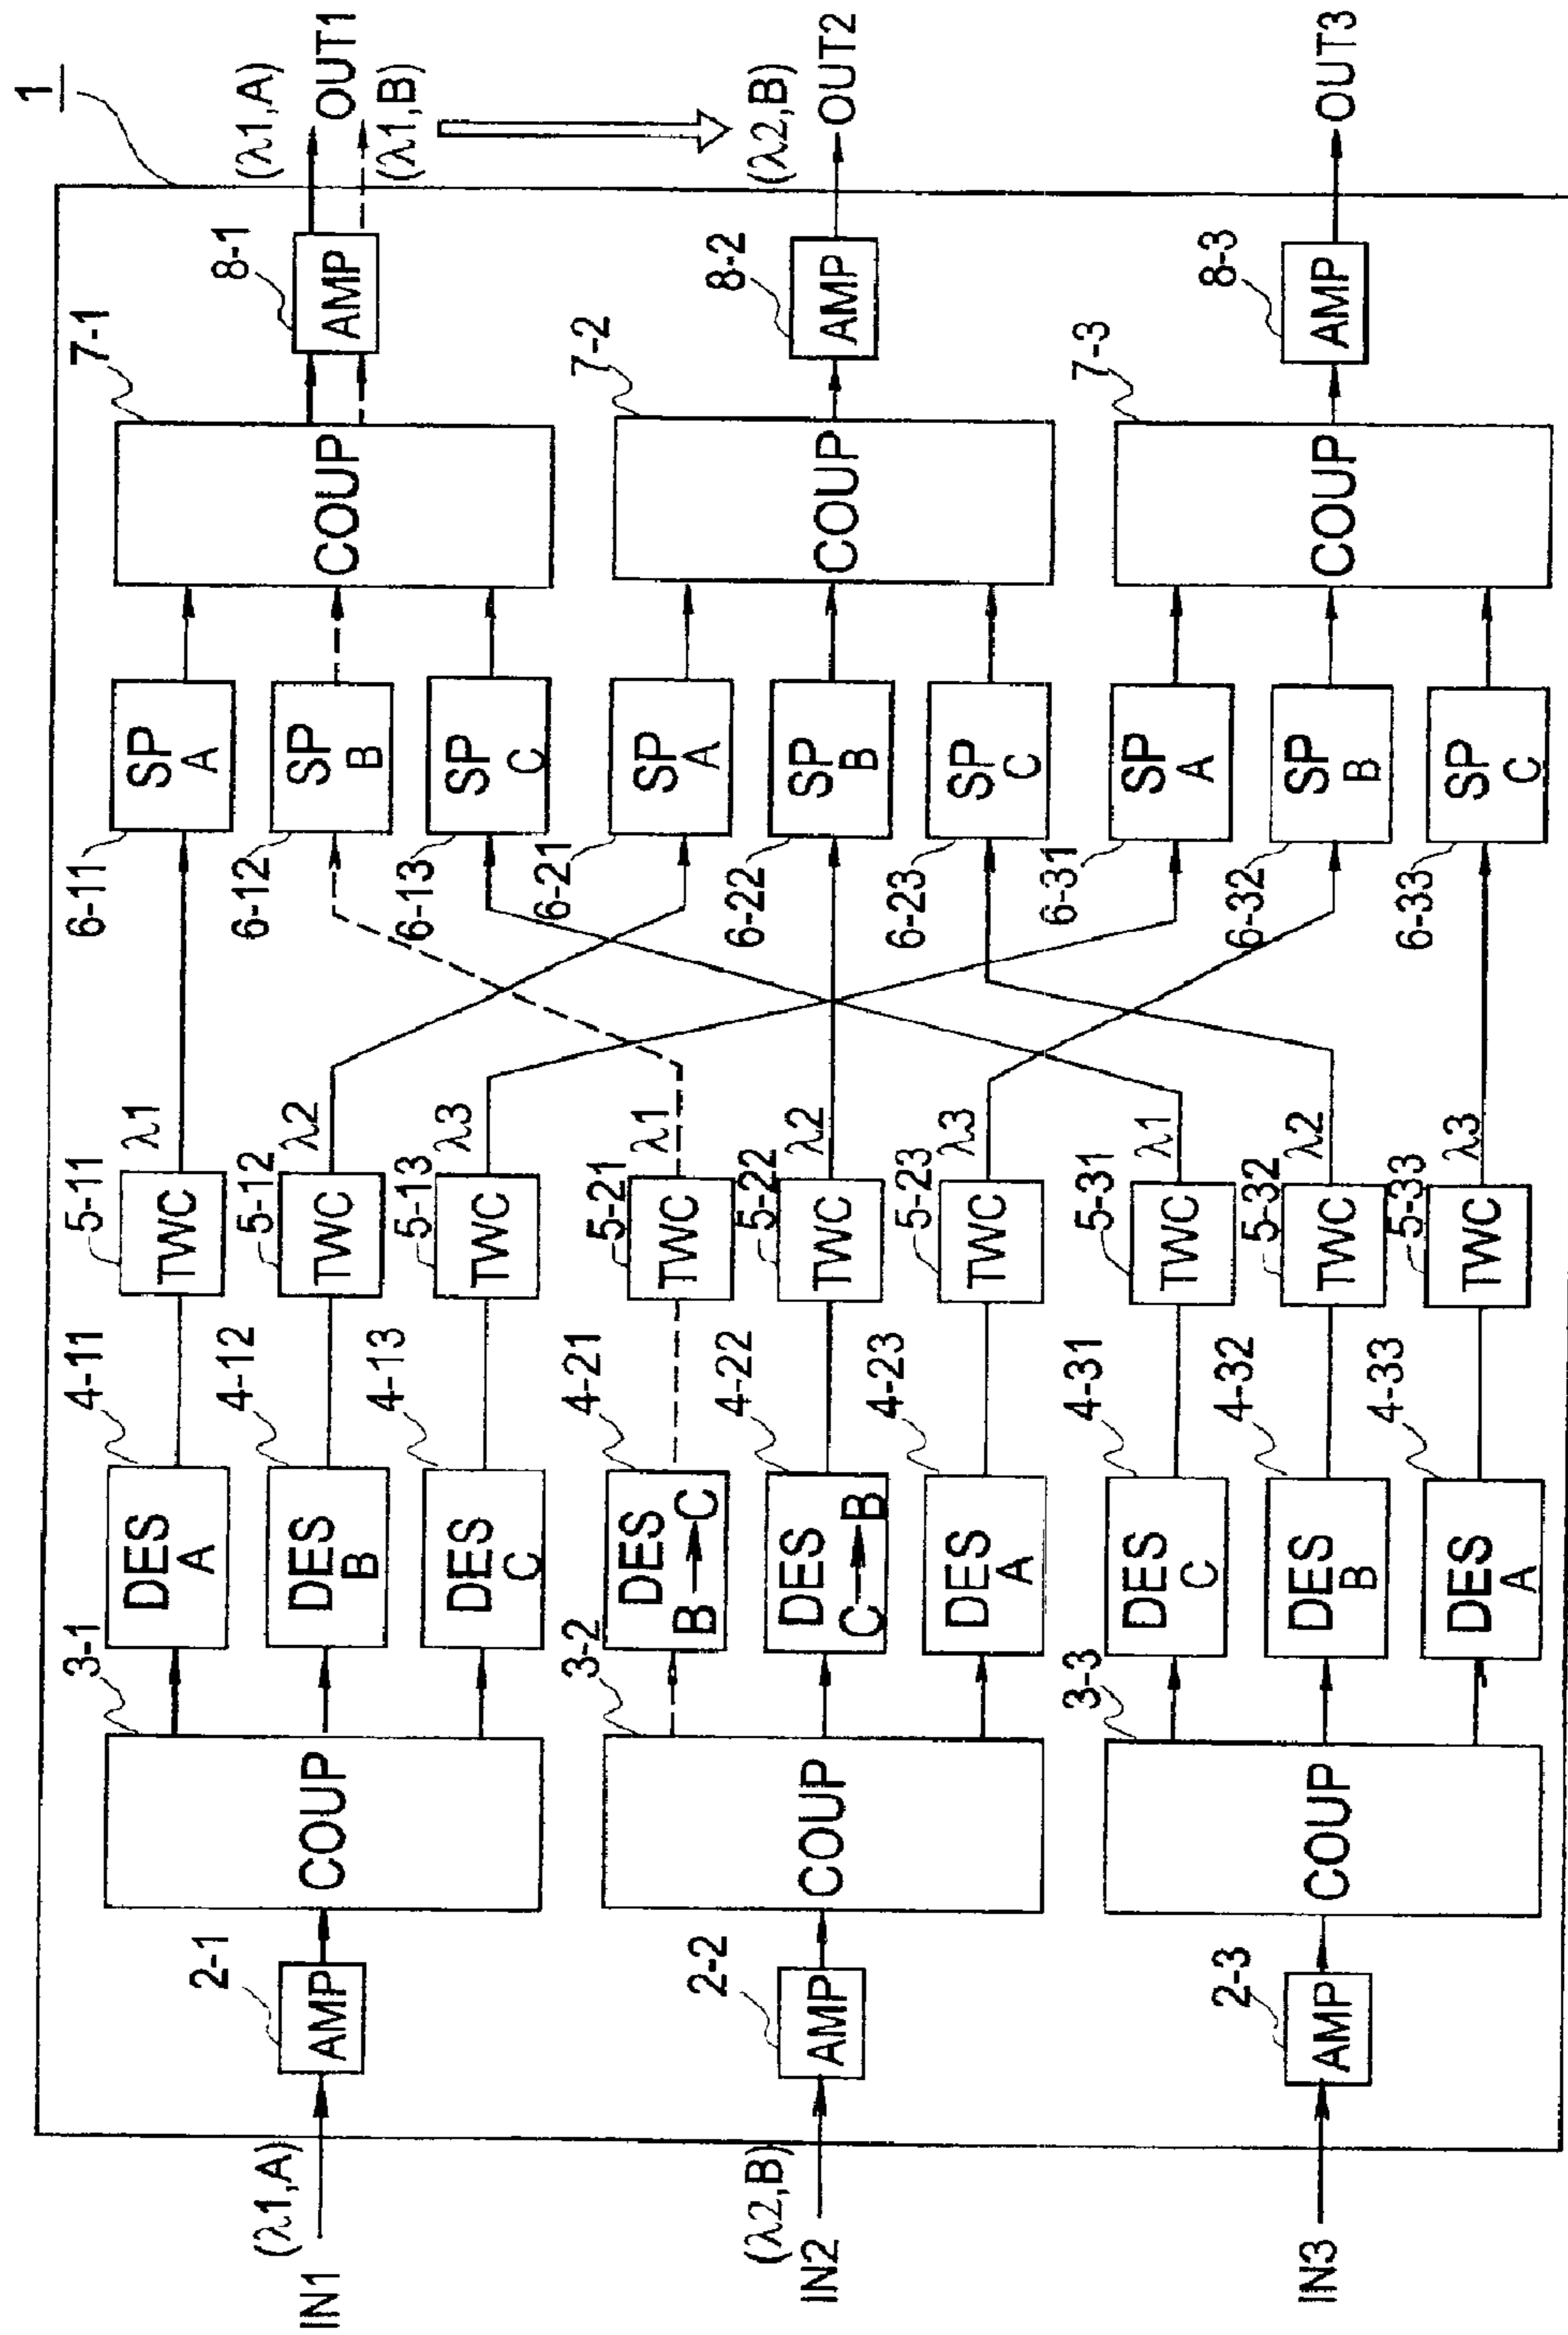 1
IN1
(λ1,A)
2-1
AMP
3-1
COUP
4-11
DES
A
4-12
DES
B
4-13
DES
C
5-11
TWC
λ1
5-12
TWC
λ2
5-13
TWC
λ3
6-11
SP
A
6-12
SP
B
6-13
SP
C
7-1
COUP
8-1
AMP
(λ1,A)
OUT1
(λ1,B)
IN2
(λ2,B)
2-2
AMP
3-2
COUP
4-21
DES
B→C
4-22
DES
C→B
4-23
DES
A
5-21
TWC
λ1
5-22
TWC
λ2
5-23
TWC
λ3
6-21
SP
A
6-22
SP
B
6-23
SP
C
7-2
COUP
8-2
AMP
(λ2,B)
OUT2
IN3
2-3
AMP
3-3
COUP
4-31
DES
C
4-32
DES
B
4-33
DES
A
5-31
TWC
λ1
5-32
TWC
λ2
5-33
TWC
λ3
6-31
SP
A
6-32
SP
B
6-33
SP
C
7-3
COUP
8-3
AMP
OUT3